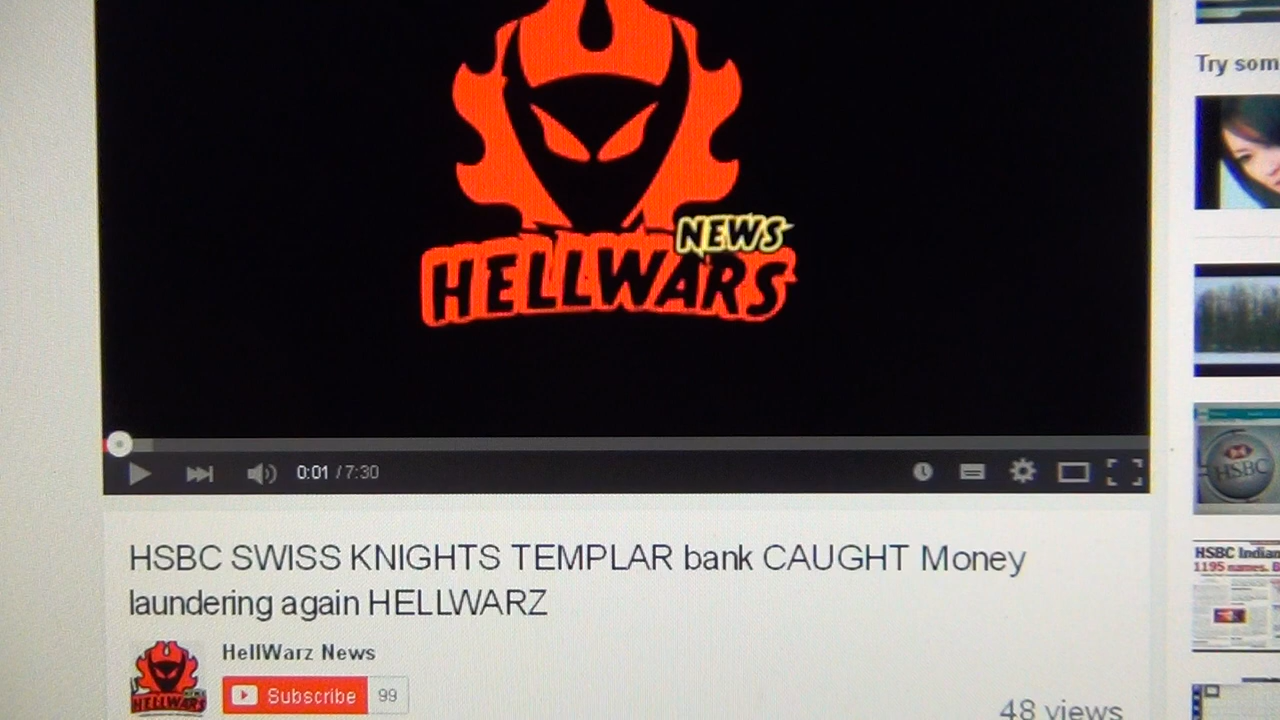 Try som
NEWS
HELLWARS
0:01 / 7:30
HSBC
HSBC SWISS KNIGHTS TEMPLAR bank CAUGHT Money
laundering again HELLWARZ
HSBC Indian
1195 names. B
HellWarz News
HELLWARS
Subscribe 99
48 views